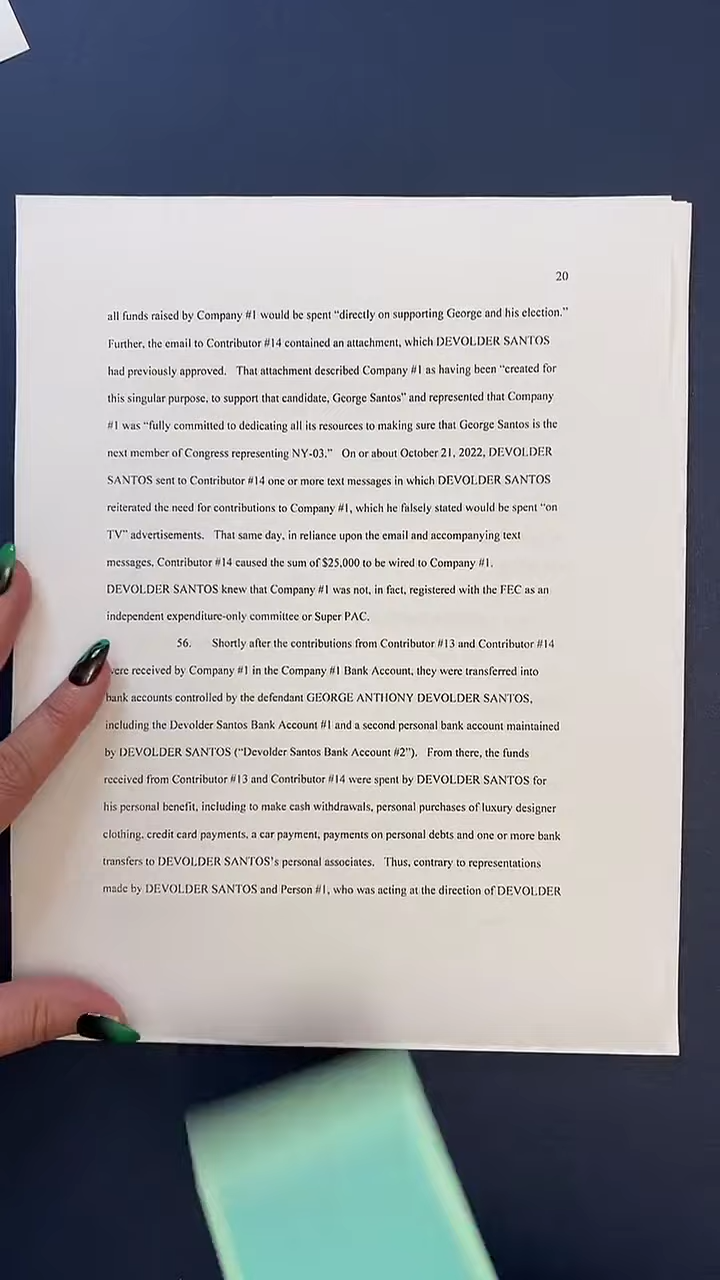 20
all funds raised by Company #1 would be spent “directly on supporting George and his election.”
Further, the email to Contributor #14 contained an attachment, which DEVOLDER SANTOS
had previously approved. That attachment described Company #1 as having been “created for
this singular purpose, to support that candidate, George Santos” and represented that Company
#1 was “fully committed to dedicating all its resources to making sure that George Santos is the
next member of Congress representing NY-03.” On or about October 21, 2022, DEVOLDER
SANTOS sent to Contributor #14 one or more text messages in which DEVOLDER SANTOS
reiterated the need for contributions to Company #1, which he falsely stated would be spent “on
TV” advertisements. That same day, in reliance upon the email and accompanying text
messages, Contributor #14 caused the sum of $25,000 to be wired to Company #1.
DEVOLDER SANTOS knew that Company #1 was not, in fact, registered with the FEC as an
independent expenditure-only committee or Super PAC.
56. Shortly after the contributions from Contributor #13 and Contributor #14
were received by Company #1 in the Company #1 Bank Account, they were transferred into
bank accounts controlled by the defendant GEORGE ANTHONY DEVOLDER SANTOS,
including the Devolder Santos Bank Account #1 and a second personal bank account maintained
by DEVOLDER SANTOS (“Devolder Santos Bank Account #2”). From there, the funds
received from Contributor #13 and Contributor #14 were spent by DEVOLDER SANTOS for
his personal benefit, including to make cash withdrawals, personal purchases of luxury designer
clothing, credit card payments, a car payment, payments on personal debts and one or more bank
transfers to DEVOLDER SANTOS’s personal associates. Thus, contrary to representations
made by DEVOLDER SANTOS and Person #1, who was acting at the direction of DEVOLDER